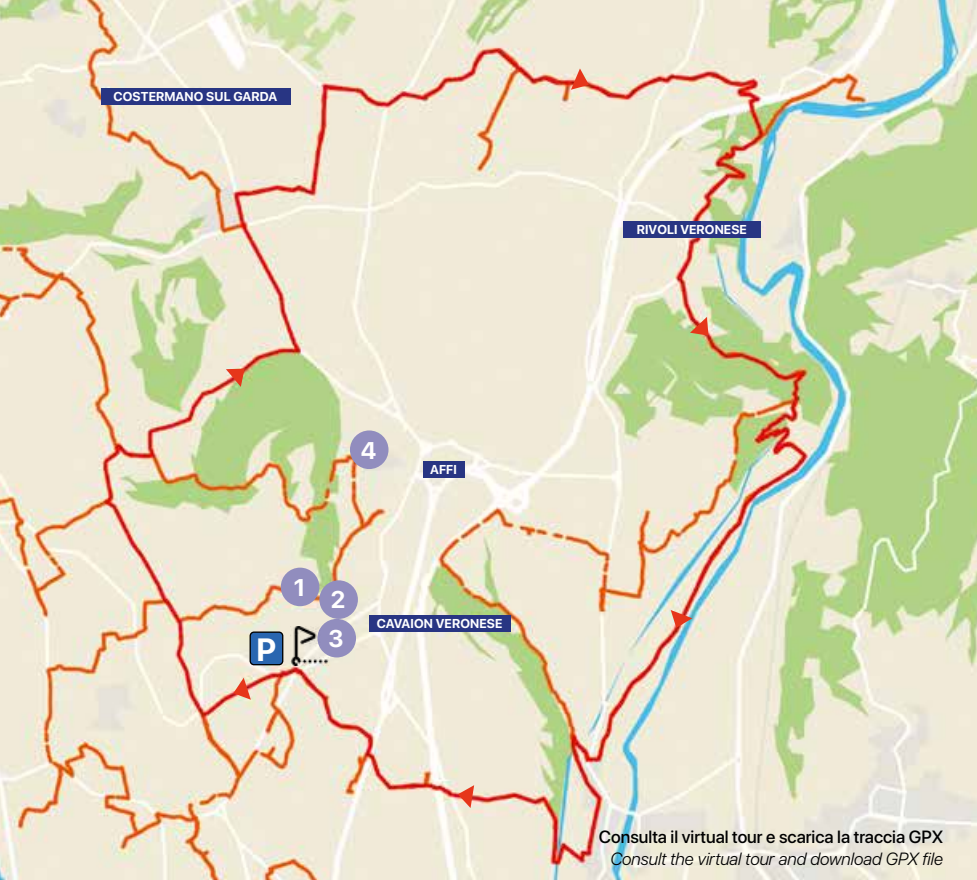 COSTERMANO SUL GARDA
RIVOLI VERONESE
4
AFFI
1
2
CAVAION VERONESE
3
P
Consulta il virtual tour e scarica la traccia GPX
Consult the virtual tour and download GPX file